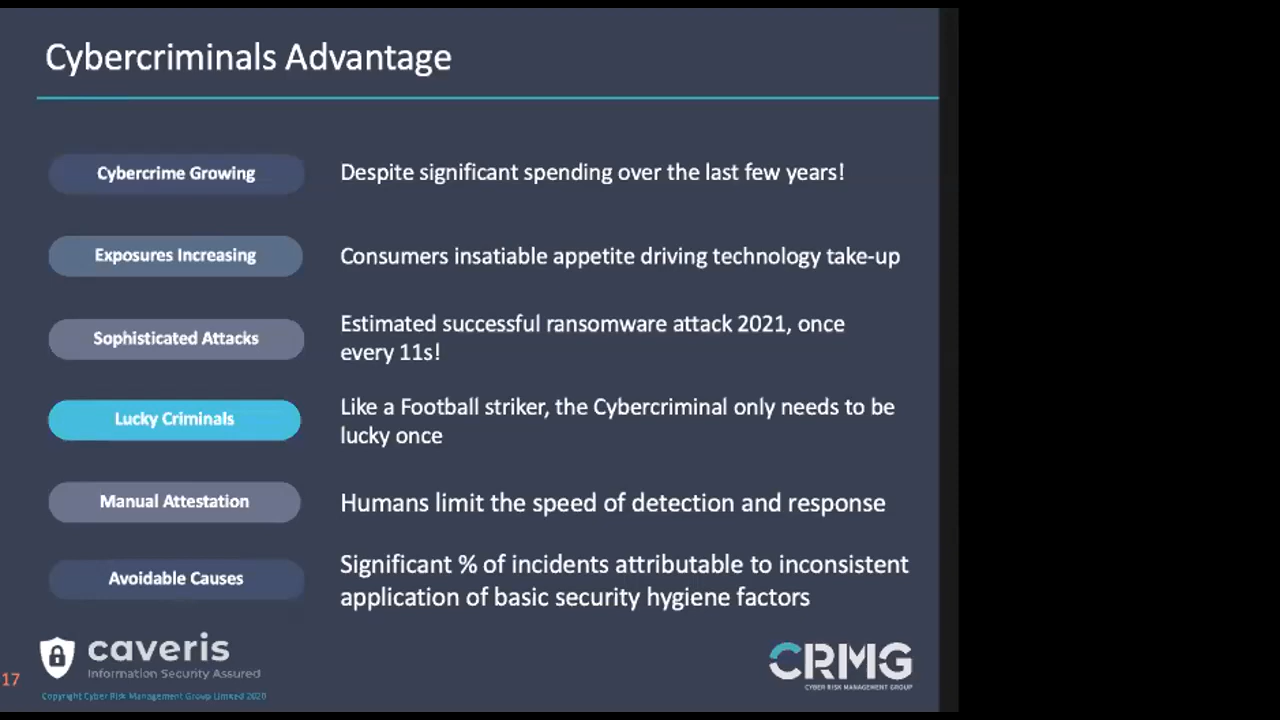 Cybercriminals Advantage
Cybercrime Growing
Despite significant spending over the last few years!
Exposures Increasing
Consumers insatiable appetite driving technology take-up
Sophisticated Attacks
Estimated successful ransomware attack 2021, once
every 11s!
Lucky Criminals
Like a Football striker, the Cybercriminal only needs to be
lucky once
Manual Attestation
Humans limit the speed of detection and response
Avoidable Causes
Significant % of incidents attributable to inconsistent
application of basic security hygiene factors
caveris
Information Security Assured
17
Copyright Cyber Risk Management Group Limited 2020
CRMG
CYBER RISK MANAGEMENT GROUP